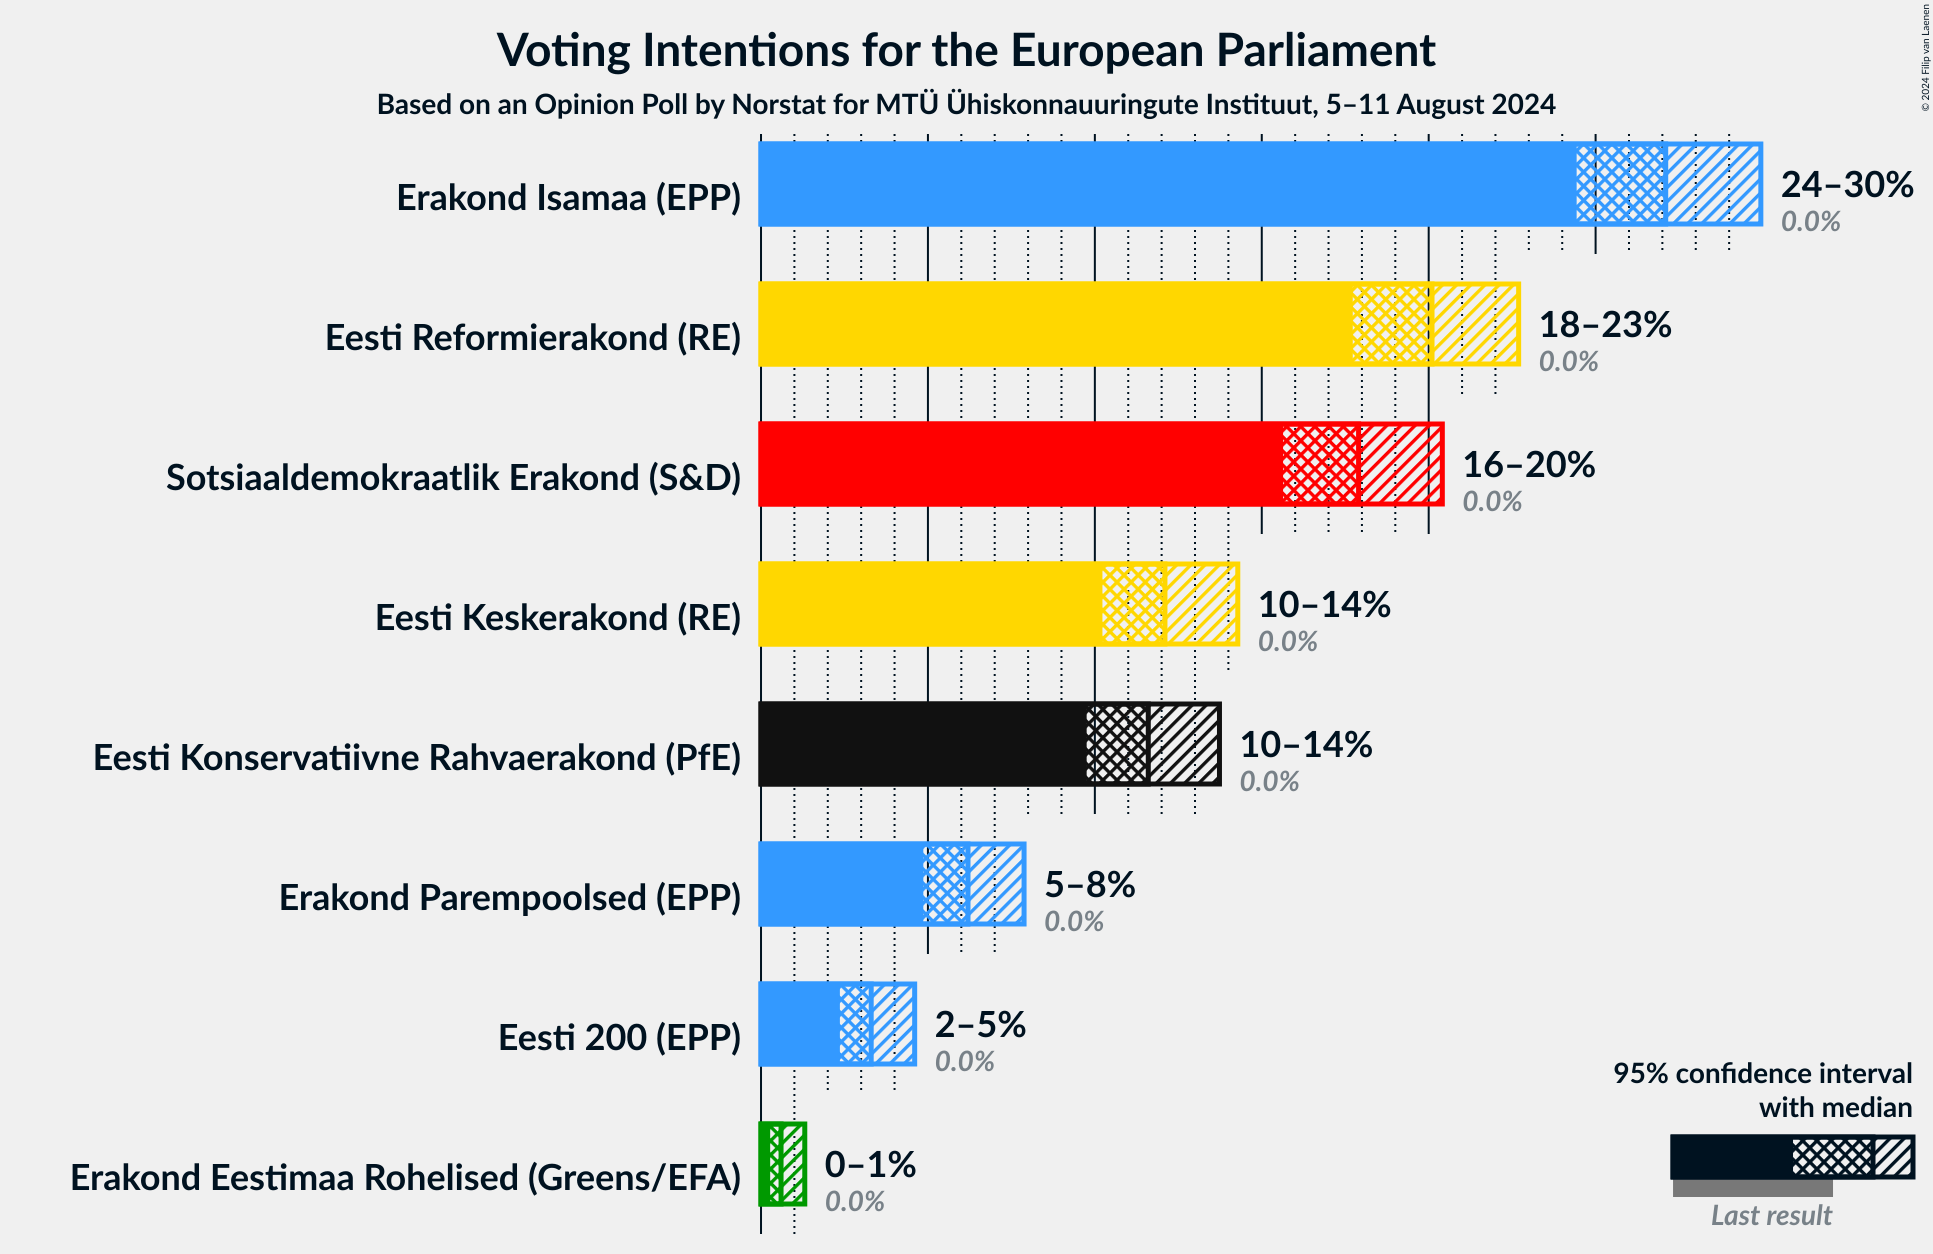 Voting Intentions for the European Parliament
Based on an Opinion Poll by Norstat for MTÜ Ühiskonnauuringute Instituut, 5–11 August 2024
© 2024 Filip van Laenen
Erakond Isamaa (EPP)
24–30%
0.0%
Eesti Reformierakond (RE)
18–23%
0.0%
Sotsiaaldemokraatlik Erakond (S&D)
16–20%
0.0%
Eesti Keskerakond (RE)
10–14%
0.0%
Eesti Konservatiivne Rahvaerakond (PfE)
10–14%
0.0%
Erakond Parempoolsed (EPP)
5–8%
0.0%
Eesti 200 (EPP)
2–5%
0.0%
Erakond Eestimaa Rohelised (Greens/EFA)
0–1%
0.0%
95% confidence interval
with median
Last result